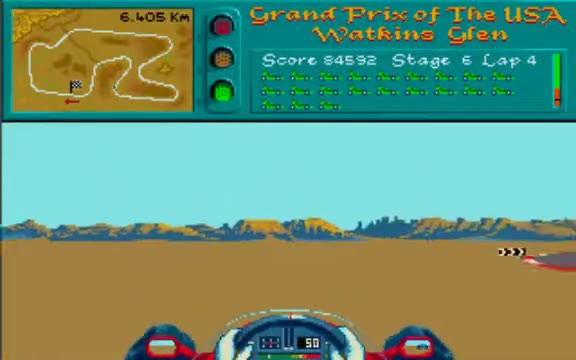 6.405 Km
Grand Prix of The USA
Watkins Glen
Score 84592 Stage 6 Lap 4
50